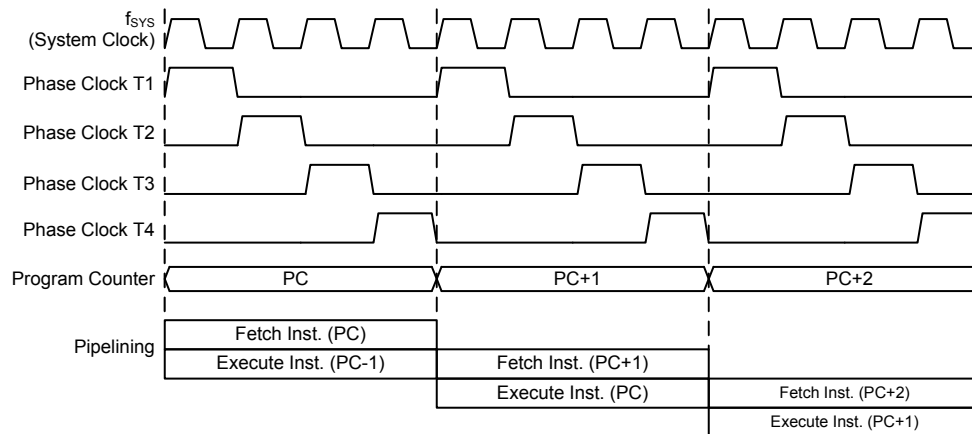 fSYS
(System Clock)
Phase Clock T1
Phase Clock T2
Phase Clock T3
Phase Clock T4
Program Counter PC PC+1 PC+2
Fetch Inst. (PC)
Pipelining
Execute Inst. (PC-1) Fetch Inst. (PC+1)
Execute Inst. (PC) Fetch Inst. (PC+2)
Execute Inst. (PC+1)